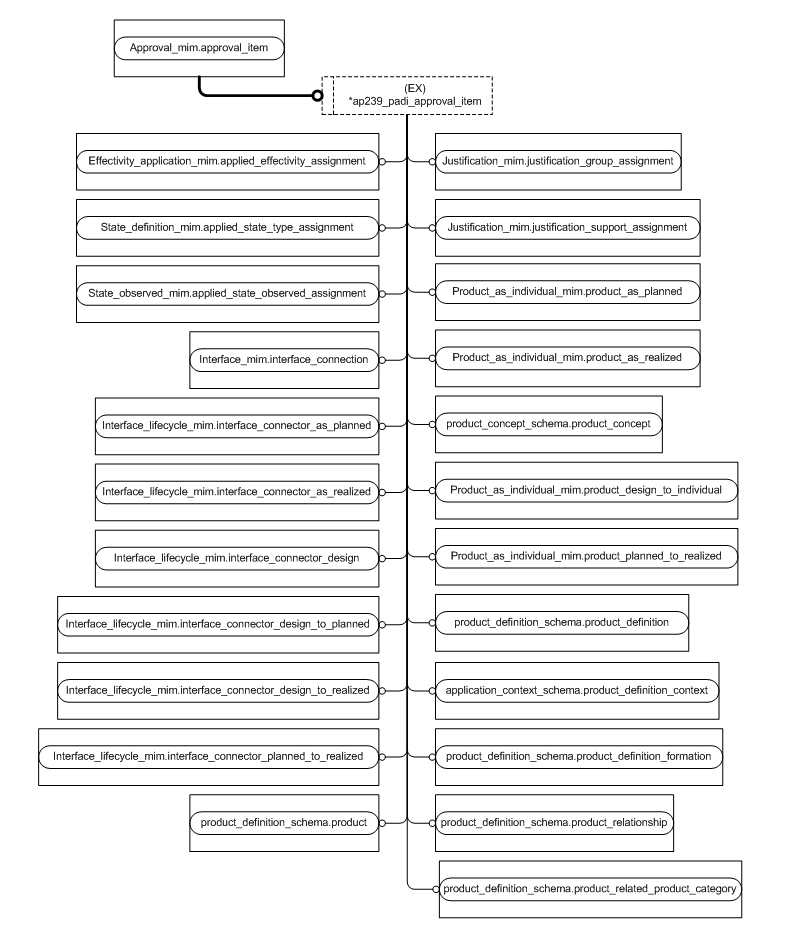 Approval_mim.approval_item
(EX)
*ap239_padi_approval_item
Effectivity_application_mim.applied_effectivity_assignment
Justification_mim.justification_group_assignment
State_definition_mim.applied_state_type_assignment
Justification_mim.justification_support_assignment
State_observed_mim.applied_state_observed_assignment
Product_as_individual_mim.product_as_planned
Interface_mim.interface_connection
Product_as_individual_mim.product_as_realized
Interface_lifecycle_mim.interface_connector_as_planned
product_concept_schema.product_concept
Interface_lifecycle_mim.interface_connector_as_realized
Product_as_individual_mim.product_design_to_individual
Interface_lifecycle_mim.interface_connector_design
Product_as_individual_mim.product_planned_to_realized
Interface_lifecycle_mim.interface_connector_design_to_planned
product_definition_schema.product_definition
Interface_lifecycle_mim.interface_connector_design_to_realized
application_context_schema.product_definition_context
Interface_lifecycle_mim.interface_connector_planned_to_realized
product_definition_schema.product_definition_formation
product_definition_schema.product
product_definition_schema.product_relationship
product_definition_schema.product_related_product_category